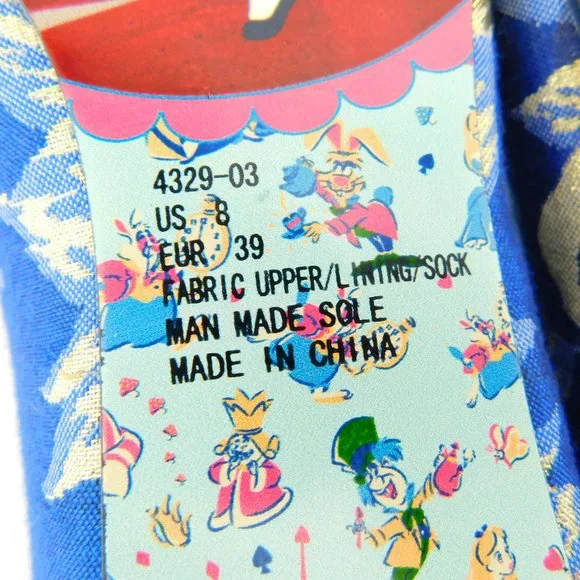 4329-03
US 8
EUR 39
FABRIC UPPER/LINING/SOCK
MAN MADE SOLE
MADE IN CHINA